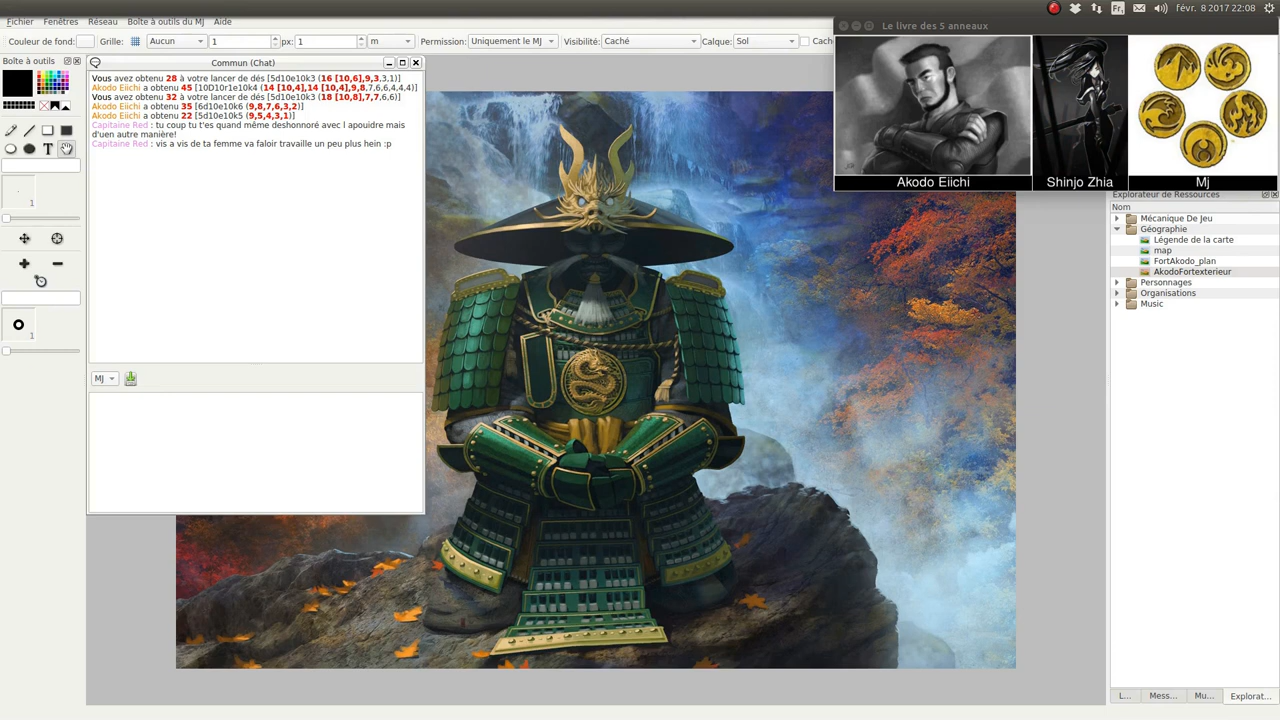 Fr1 févr. 8 2017 22:08
Fichier Fenêtres Réseau Boîte à outils du MJ Aide
Le livre des 5 anneaux
Couleur de fond: Grille: Aucun 1 px: 1 m Permission: Uniquement le MJ Visibilité: Caché Calque: Sol Cach
Boîte à outils
Commun (Chat)
Vous avez obtenu 28 à votre lancer de dés [5d10e10k3 (16 [10,6],9,3,3,1)]
Akodo Eiichi a obtenu 45 [10D10r1e10k4 (14 [10,4],14 [10,4],9,8,7,6,6,4,4,4)]
Vous avez obtenu 32 à votre lancer de dés [5d10e10k3 (18 [10,8],7,7,6,6)]
Akodo Eiichi a obtenu 35 [6d10e10k6 (9,8,7,6,3,2)]
Akodo Eiichi a obtenu 22 [5d10e10k5 (9,5,4,3,1)]
Capitaine Red : tu coup tu t'es quand même deshonnoré avec l apouidre mais
d'uen autre manière!
Capitaine Red : vis a vis de ta femme va faloir travaille un peu plus hein :p
T
1
1
MJ
Akodo Eiichi Shinjo Zhia Mj
Explorateur de Ressources
Nom
Mécanique De Jeu
Géographie
Légende de la carte
map
FortAkodo_plan
AkodoFortexterieur
Personnages
Organisations
Music
L... Mess... Mu... Explorat...